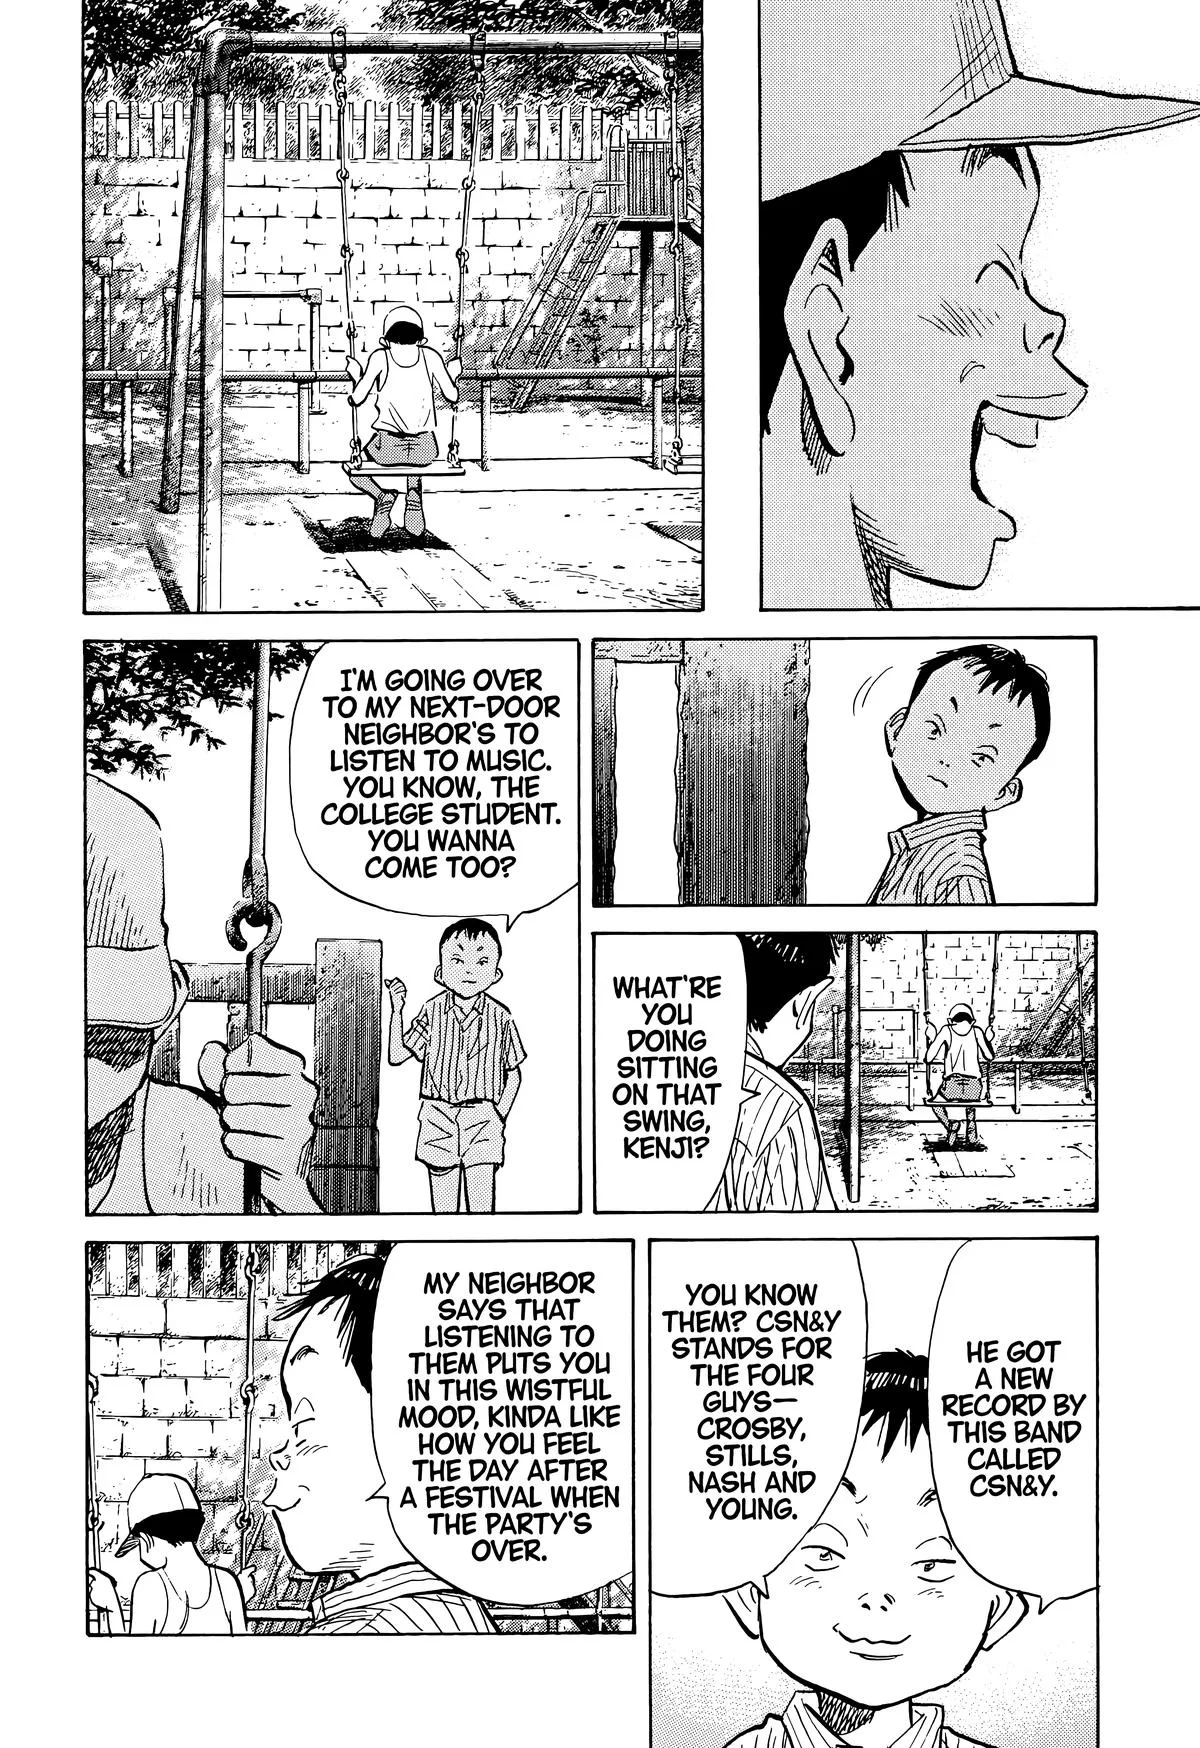 WHAT'RE
YOU
DOING
SITTING
ON THAT
SWING,
KENJI?
I'M GOING OVER
TO MY NEXT-DOOR
NEIGHBOR'S TO
LISTEN TO MUSIC.
YOU KNOW, THE
COLLEGE STUDENT.
YOU WANNA
COME TOO?
HE GOT
A NEW
RECORD BY
THIS BAND
CALLED
CSN&Y.
YOU KNOW
THEM? CSN&Y
STANDS FOR
THE FOUR
GUYS—
CROSBY,
STILLS,
NASH AND
YOUNG.
MY NEIGHBOR
SAYS THAT
LISTENING TO
THEM PUTS YOU
IN THIS WISTFUL
MOOD, KINDA LIKE
HOW YOU FEEL
THE DAY AFTER
A FESTIVAL WHEN
THE PARTY'S
OVER.